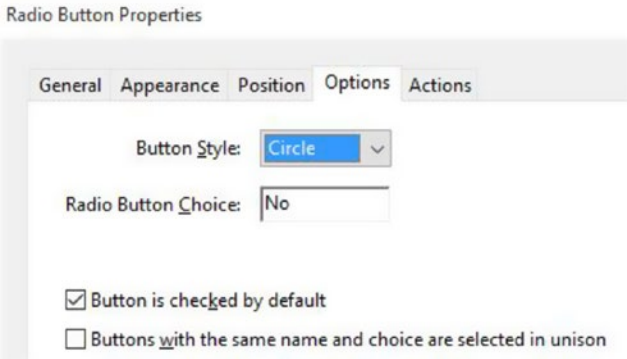 Radio Button Properties
General Appearance Position Options Actions
Button Style: Circle
Radio Button Choice: No
Button is checked by default
Buttons with the same name and choice are selected in unison